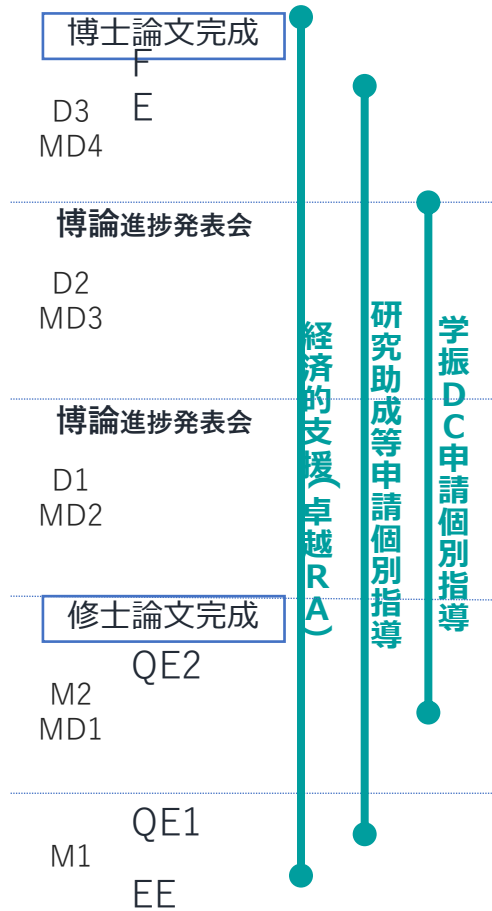 博士論文完成
F
E
D3
MD4
博論進捗発表会
D2
MD3
博論進捗発表会
D1
MD2
修士論文完成
QE2
M2
MD1
QE1
M1
EE
経済的支援(卓越RA)
研究助成等申請個別指導
学振DC申請個別指導